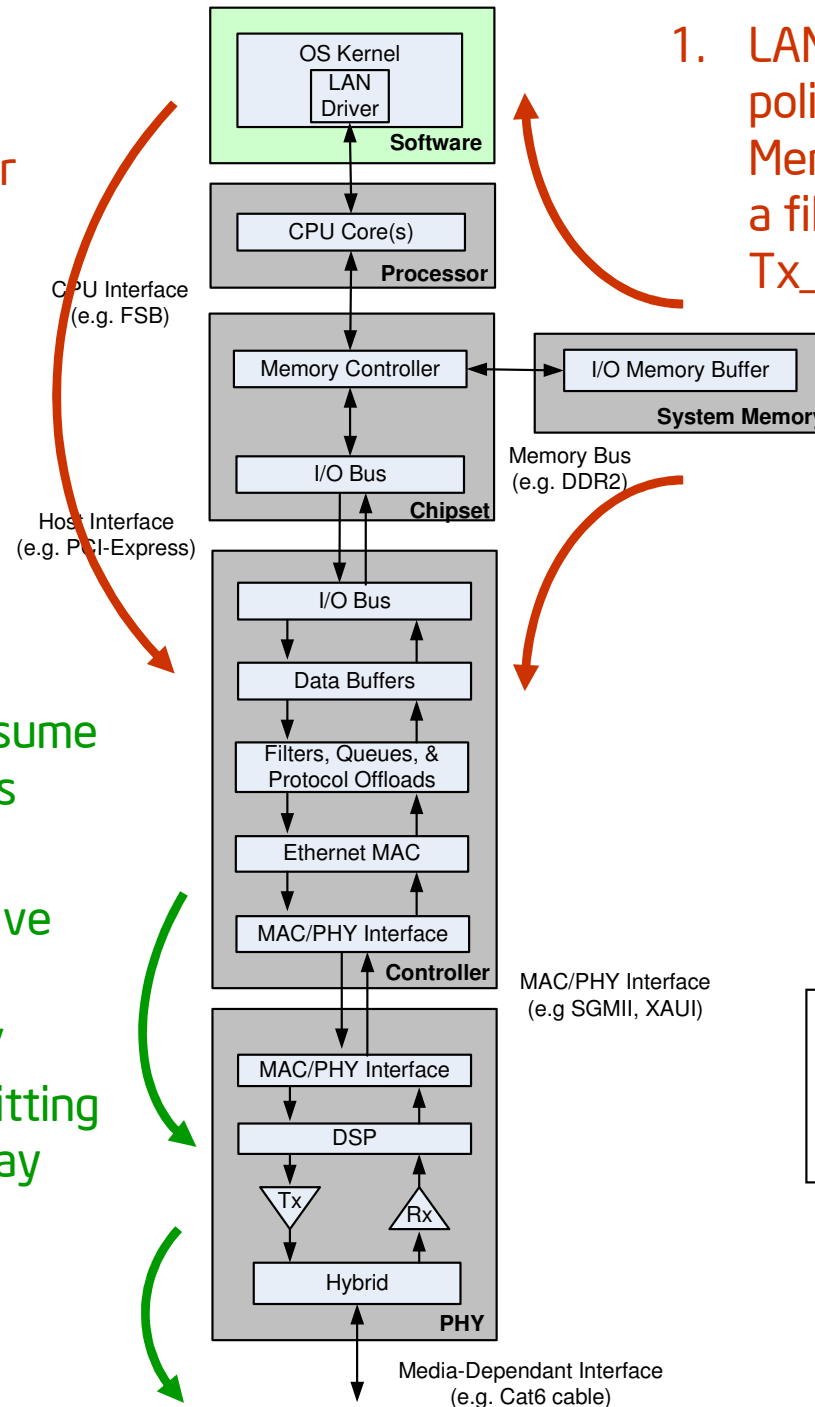 OS Kernel
LAN
Driver
Software
CPU Core(s)
Processor
CPU Interface
(e.g. FSB)
Memory Controller
I/O Memory Buffer
System Memory
Memory Bus
(e.g. DDR2)
I/O Bus
Chipset
Host Interface
(e.g. PCI-Express)
I/O Bus
Data Buffers
Filters, Queues, &
Protocol Offloads
Ethernet MAC
MAC/PHY Interface
Controller
MAC/PHY Interface
(e.g SGMII, XAUI)
MAC/PHY Interface
DSP
Tx
Rx
Hybrid
PHY
Media-Dependant Interface
(e.g. Cat6 cable)
1. LAN
poli
Mem
a fil
Tx_
r
sume
s
ve
itting
ay